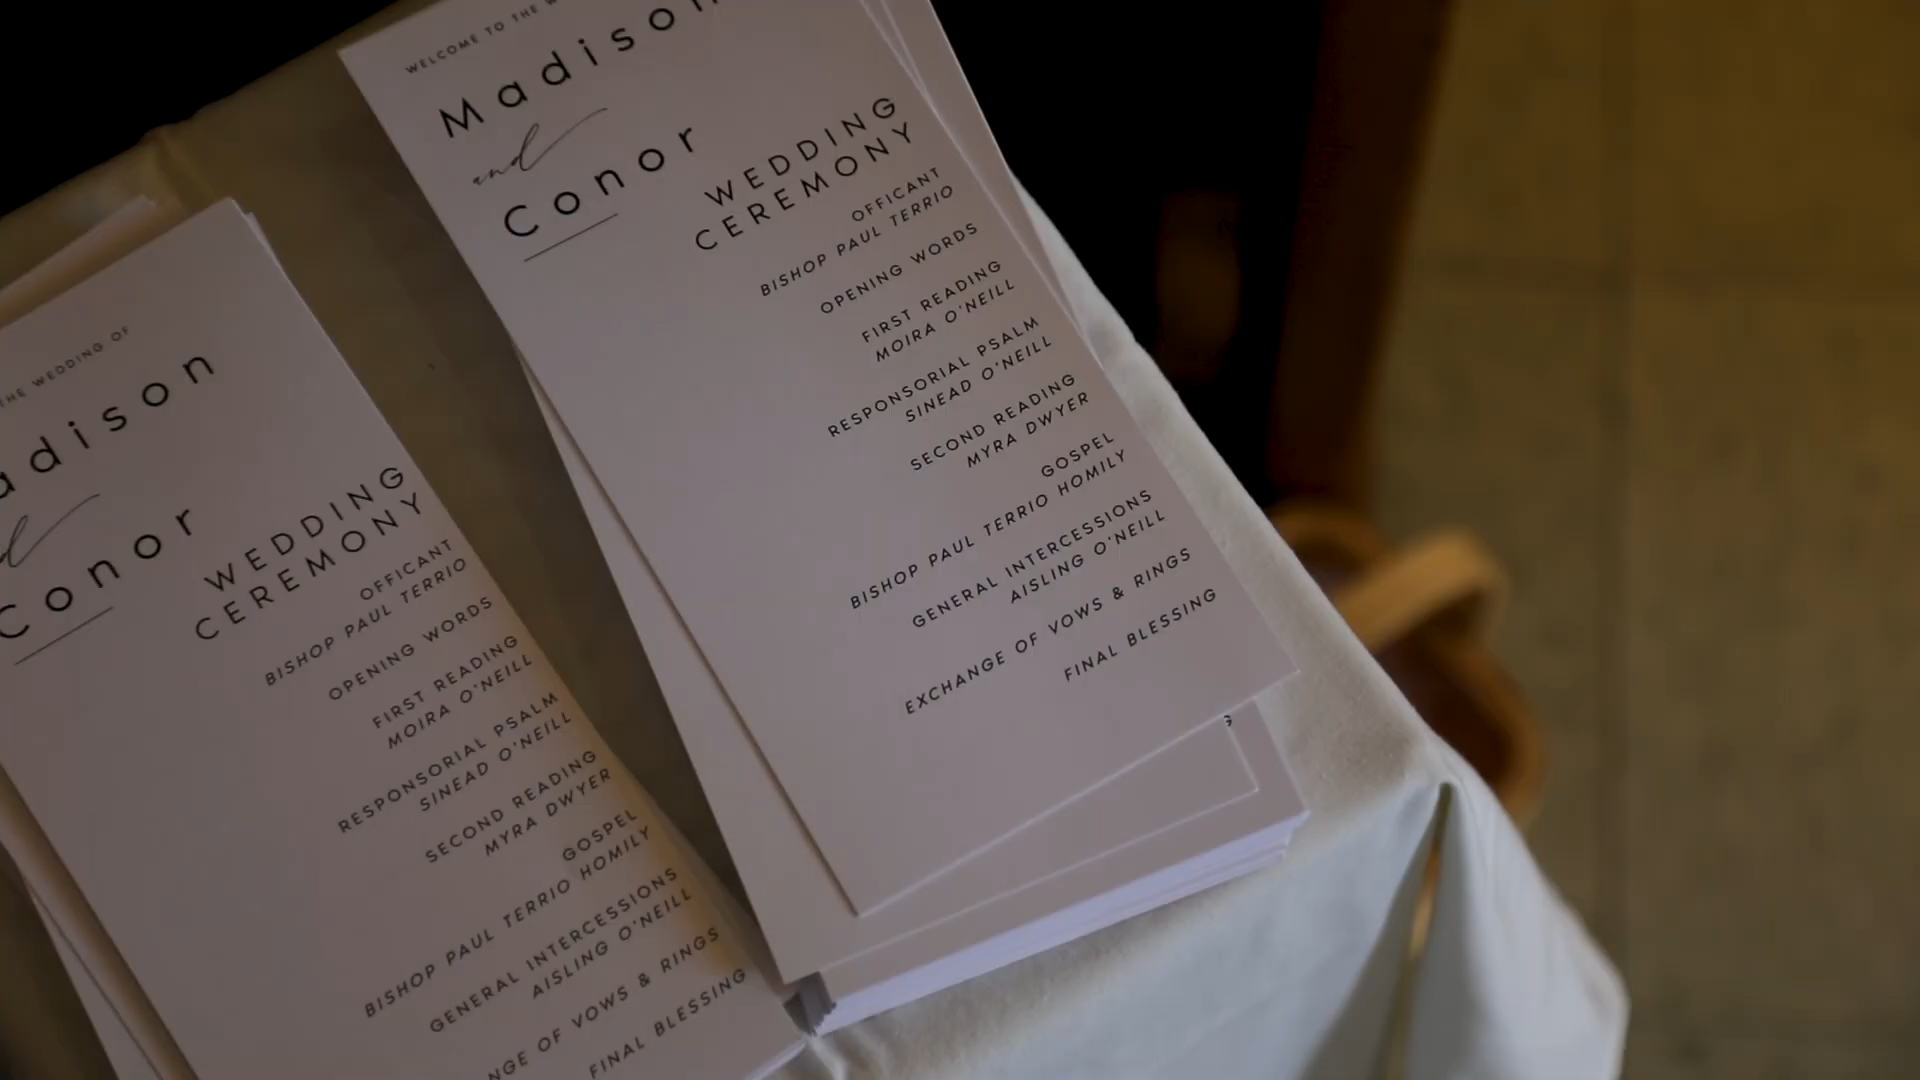 WELCOME TO THE
Madison
and
Conor
WEDDING
CEREMONY
OFFICANT
BISHOP PAUL TERRIO
OPENING WORDS
FIRST READING
MOIRA O'NEILL
RESPONSORIAL PSALM
SINEAD O'NEILL
SECOND READING
MYRA DWYER
GOSPEL
BISHOP PAUL TERRIO HOMILY
GENERAL INTERCESSIONS
AISLING O'NEILL
EXCHANGE OF VOWS & RINGS
FINAL BLESSING
THE WEDDING OF
adison
Conor
WEDDING
CEREMONY
OFFICANT
BISHOP PAUL TERRIO
OPENING WORDS
FIRST READING
MOIRA O'NEILL
RESPONSORIAL PSALM
SINEAD O'NEILL
SECOND READING
MYRA DWYER
GOSPEL
BISHOP PAUL TERRIO HOMILY
GENERAL INTERCESSIONS
AISLING O'NEILL
NGE OF VOWS & RINGS
FINAL BLESSING